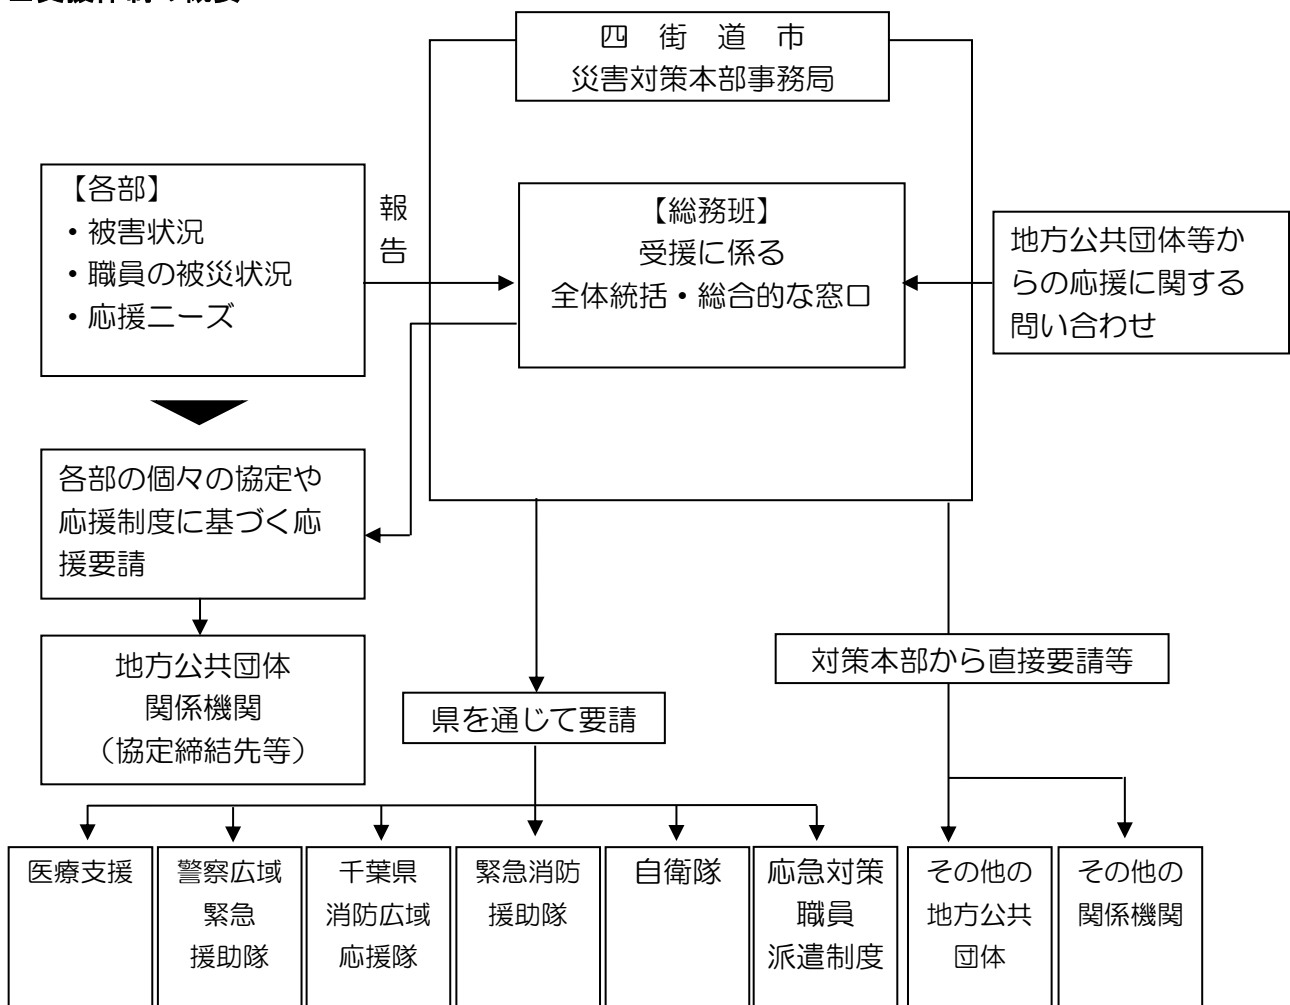 四街道市
災害対策本部事務局
【各部】
・被害状況
・職員の被災状況
・応援ニーズ
報告
【総務班】
受援に係る
全体統括・総合的な窓口
地方公共団体等か
らの応援に関する
問い合わせ
各部の個々の協定や
応援制度に基づく応
援要請
地方公共団体
関係機関
（協定締結先等）
県を通じて要請
対策本部から直接要請等
医療支援
警察広域
緊急
援助隊
千葉県
消防広域
応援隊
緊急消防
援助隊
自衛隊
応急対策
職員
派遣制度
その他の
地方公共
団体
その他の
関係機関